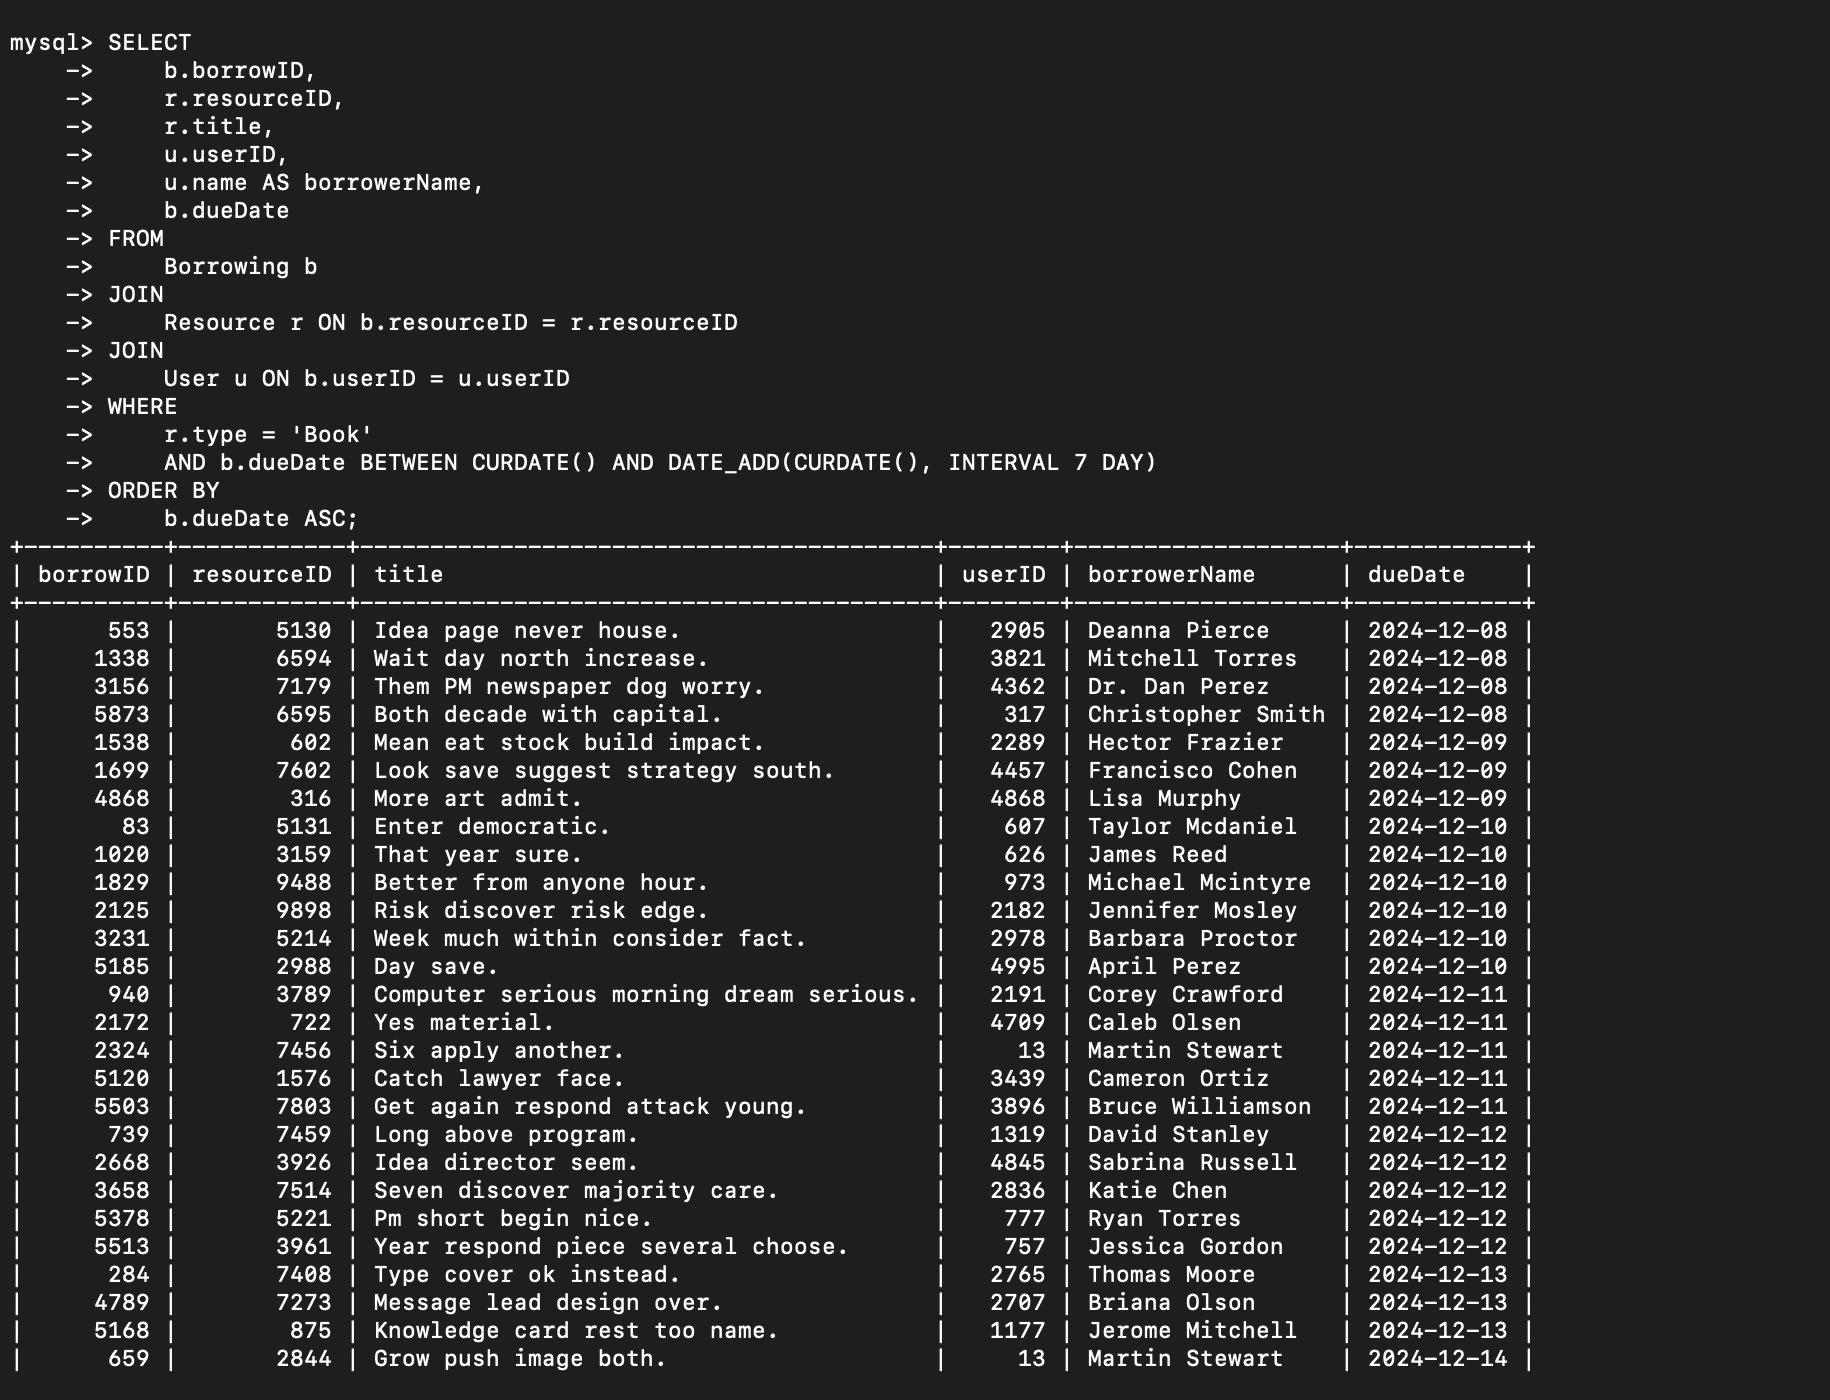 mysql> SELECT
    ->     b.borrowID,
    ->     r.resourceID,
    ->     r.title,
    ->     u.userID,
    ->     u.name AS borrowerName,
    ->     b.dueDate
    -> FROM
    ->     Borrowing b
    -> JOIN
    ->     Resource r ON b.resourceID = r.resourceID
    -> JOIN
    ->     User u ON b.userID = u.userID
    -> WHERE
    ->     r.type = 'Book'
    ->     AND b.dueDate BETWEEN CURDATE() AND DATE_ADD(CURDATE(), INTERVAL 7 DAY)
    -> ORDER BY
    ->     b.dueDate ASC;
+----------+------------+-----------------------------------------+--------+-------------------+------------+
| borrowID | resourceID | title                                   | userID | borrowerName      | dueDate    |
+----------+------------+-----------------------------------------+--------+-------------------+------------+
|      553 |       5130 | Idea page never house.                  |   2905 | Deanna Pierce     | 2024-12-08 |
|     1338 |       6594 | Wait day north increase.                |   3821 | Mitchell Torres   | 2024-12-08 |
|     3156 |       7179 | Them PM newspaper dog worry.            |   4362 | Dr. Dan Perez     | 2024-12-08 |
|     5873 |       6595 | Both decade with capital.               |    317 | Christopher Smith | 2024-12-08 |
|     1538 |        602 | Mean eat stock build impact.            |   2289 | Hector Frazier    | 2024-12-09 |
|     1699 |       7602 | Look save suggest strategy south.       |   4457 | Francisco Cohen   | 2024-12-09 |
|     4868 |        316 | More art admit.                         |   4868 | Lisa Murphy       | 2024-12-09 |
|       83 |       5131 | Enter democratic.                       |    607 | Taylor Mcdaniel   | 2024-12-10 |
|     1020 |       3159 | That year sure.                         |    626 | James Reed        | 2024-12-10 |
|     1829 |       9488 | Better from anyone hour.                |    973 | Michael Mcintyre  | 2024-12-10 |
|     2125 |       9898 | Risk discover risk edge.                |   2182 | Jennifer Mosley   | 2024-12-10 |
|     3231 |       5214 | Week much within consider fact.         |   2978 | Barbara Proctor   | 2024-12-10 |
|     5185 |       2988 | Day save.                               |   4995 | April Perez       | 2024-12-10 |
|      940 |       3789 | Computer serious morning dream serious. |   2191 | Corey Crawford    | 2024-12-11 |
|     2172 |        722 | Yes material.                           |   4709 | Caleb Olsen       | 2024-12-11 |
|     2324 |       7456 | Six apply another.                      |     13 | Martin Stewart    | 2024-12-11 |
|     5120 |       1576 | Catch lawyer face.                      |   3439 | Cameron Ortiz     | 2024-12-11 |
|     5503 |       7803 | Get again respond attack young.         |   3896 | Bruce Williamson  | 2024-12-11 |
|      739 |       7459 | Long above program.                     |   1319 | David Stanley     | 2024-12-12 |
|     2668 |       3926 | Idea director seem.                     |   4845 | Sabrina Russell   | 2024-12-12 |
|     3658 |       7514 | Seven discover majority care.           |   2836 | Katie Chen        | 2024-12-12 |
|     5378 |       5221 | Pm short begin nice.                    |    777 | Ryan Torres       | 2024-12-12 |
|     5513 |       3961 | Year respond piece several choose.      |    757 | Jessica Gordon    | 2024-12-12 |
|      284 |       7408 | Type cover ok instead.                  |   2765 | Thomas Moore      | 2024-12-13 |
|     4789 |       7273 | Message lead design over.               |   2707 | Briana Olson      | 2024-12-13 |
|     5168 |        875 | Knowledge card rest too name.           |   1177 | Jerome Mitchell   | 2024-12-13 |
|      659 |       2844 | Grow push image both.                   |     13 | Martin Stewart    | 2024-12-14 |